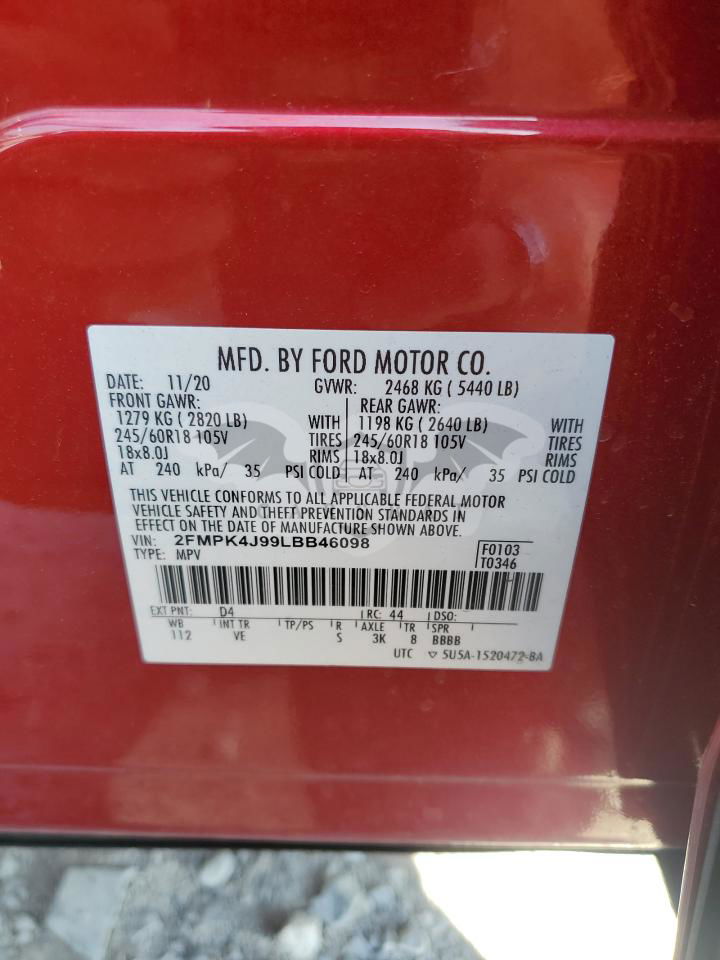 MFD. BY FORD MOTOR CO.
DATE: 11/20 GVWR: 2468 KG ( 5440 LB)
FRONT GAWR: REAR GAWR:
1279 KG ( 2820 LB) WITH 1198 KG ( 2640 LB) WITH
245/60R18 105V TIRES 245/60R18 105V TIRES
18x8.0J RIMS 18x8.0J RIMS
AT 240 kPa/ 35 PSI COLD AT 240 kPa/ 35 PSI COLD
THIS VEHICLE CONFORMS TO ALL APPLICABLE FEDERAL MOTOR
VEHICLE SAFETY AND THEFT PREVENTION STANDARDS IN
EFFECT ON THE DATE OF MANUFACTURE SHOWN ABOVE.
VIN: 2FMPK4J99LBB46098 F0103
TYPE: MPV T0346
EXT PNT: D4 RC: 44 DSO:
WB INT TR TP/PS R AXLE TR SPR
112 VE S 3K 8 BBBB
UTC ▽ 5U5A-1520472-BA